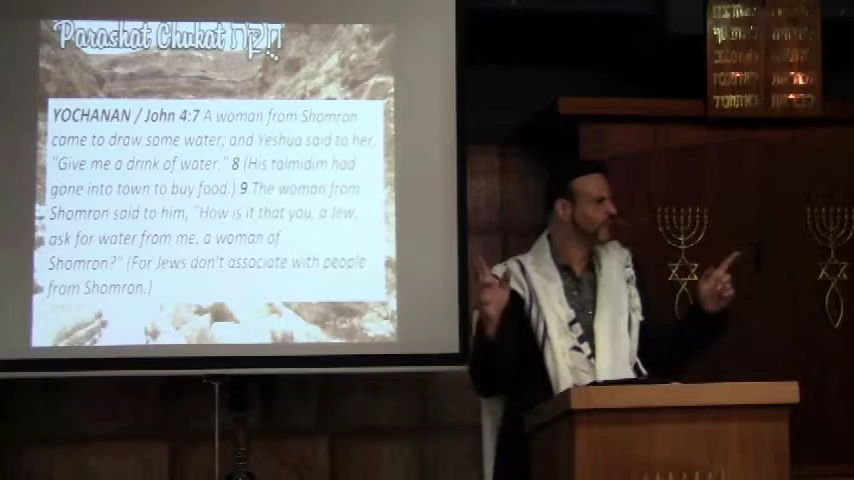 Parashat Chukat חֻקַּת
YOCHANAN / John 4:7 A woman from Shomron
came to draw some water; and Yeshua said to her,
"Give me a drink of water." 8 (His talmidim had
gone into town to buy food.) 9 The woman from
Shomron said to him, "How is it that you, a Jew,
ask for water from me, a woman of
Shomron?" (For Jews don't associate with people
from Shomron.)